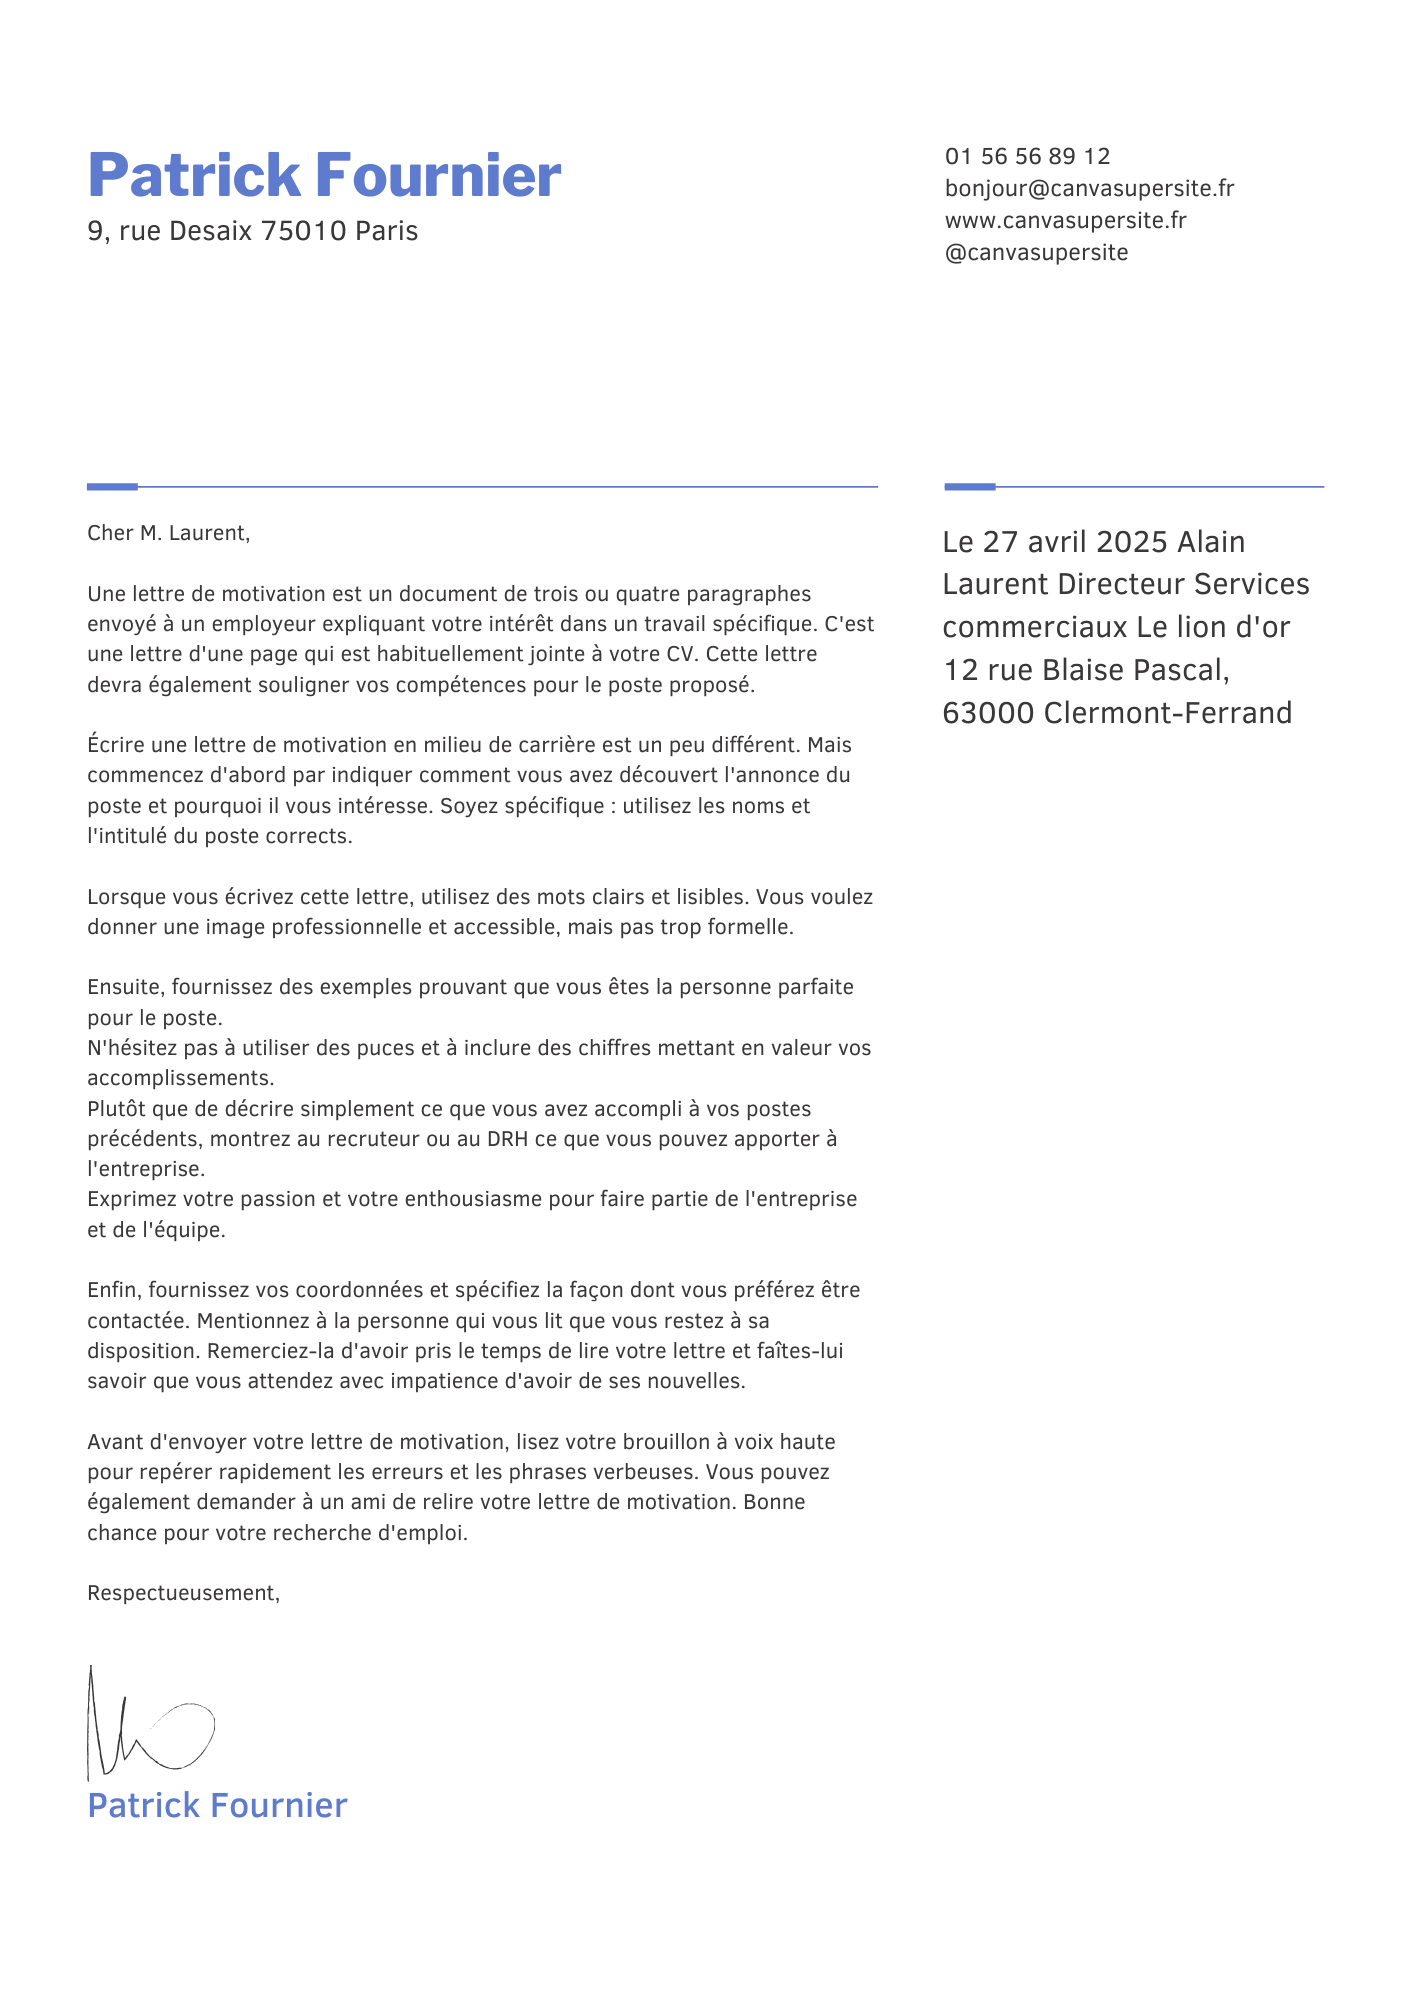 Patrick Fournier
9, rue Desaix 75010 Paris
01 56 56 89 12
bonjour@canvasupersite.fr
www.canvasupersite.fr
@canvasupersite
Cher M. Laurent,
Une lettre de motivation est un document de trois ou quatre paragraphes
envoyé à un employeur expliquant votre intérêt dans un travail spécifique. C'est
une lettre d'une page qui est habituellement jointe à votre CV. Cette lettre
devra également souligner vos compétences pour le poste proposé.
Écrire une lettre de motivation en milieu de carrière est un peu différent. Mais
commencez d'abord par indiquer comment vous avez découvert l'annonce du
poste et pourquoi il vous intéresse. Soyez spécifique : utilisez les noms et
l'intitulé du poste corrects.
Lorsque vous écrivez cette lettre, utilisez des mots clairs et lisibles. Vous voulez
donner une image professionnelle et accessible, mais pas trop formelle.
Ensuite, fournissez des exemples prouvant que vous êtes la personne parfaite
pour le poste.
N'hésitez pas à utiliser des puces et à inclure des chiffres mettant en valeur vos
accomplissements.
Plutôt que de décrire simplement ce que vous avez accompli à vos postes
précédents, montrez au recruteur ou au DRH ce que vous pouvez apporter à
l'entreprise.
Exprimez votre passion et votre enthousiasme pour faire partie de l'entreprise
et de l'équipe.
Enfin, fournissez vos coordonnées et spécifiez la façon dont vous préférez être
contactée. Mentionnez à la personne qui vous lit que vous restez à sa
disposition. Remerciez-la d'avoir pris le temps de lire votre lettre et faîtes-lui
savoir que vous attendez avec impatience d'avoir de ses nouvelles.
Avant d'envoyer votre lettre de motivation, lisez votre brouillon à voix haute
pour repérer rapidement les erreurs et les phrases verbeuses. Vous pouvez
également demander à un ami de relire votre lettre de motivation. Bonne
chance pour votre recherche d'emploi.
Respectueusement,
Patrick Fournier
Le 27 avril 2025 Alain
Laurent Directeur Services
commerciaux Le lion d'or
12 rue Blaise Pascal,
63000 Clermont-Ferrand